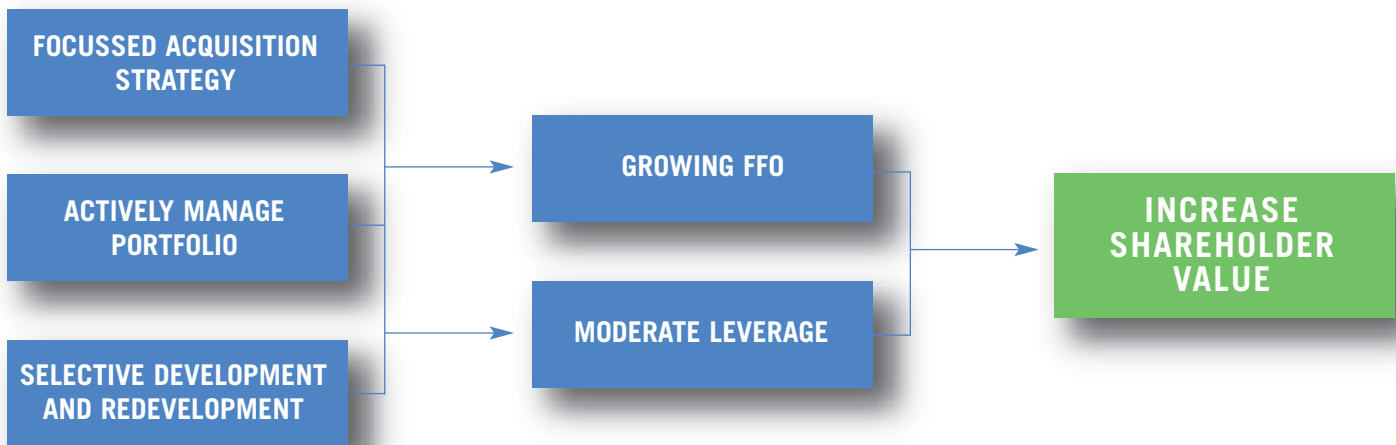 FOCUSSED ACQUISITION
STRATEGY
ACTIVELY MANAGE
PORTFOLIO
SELECTIVE DEVELOPMENT
AND REDEVELOPMENT
GROWING FFO
MODERATE LEVERAGE
INCREASE
SHAREHOLDER
VALUE